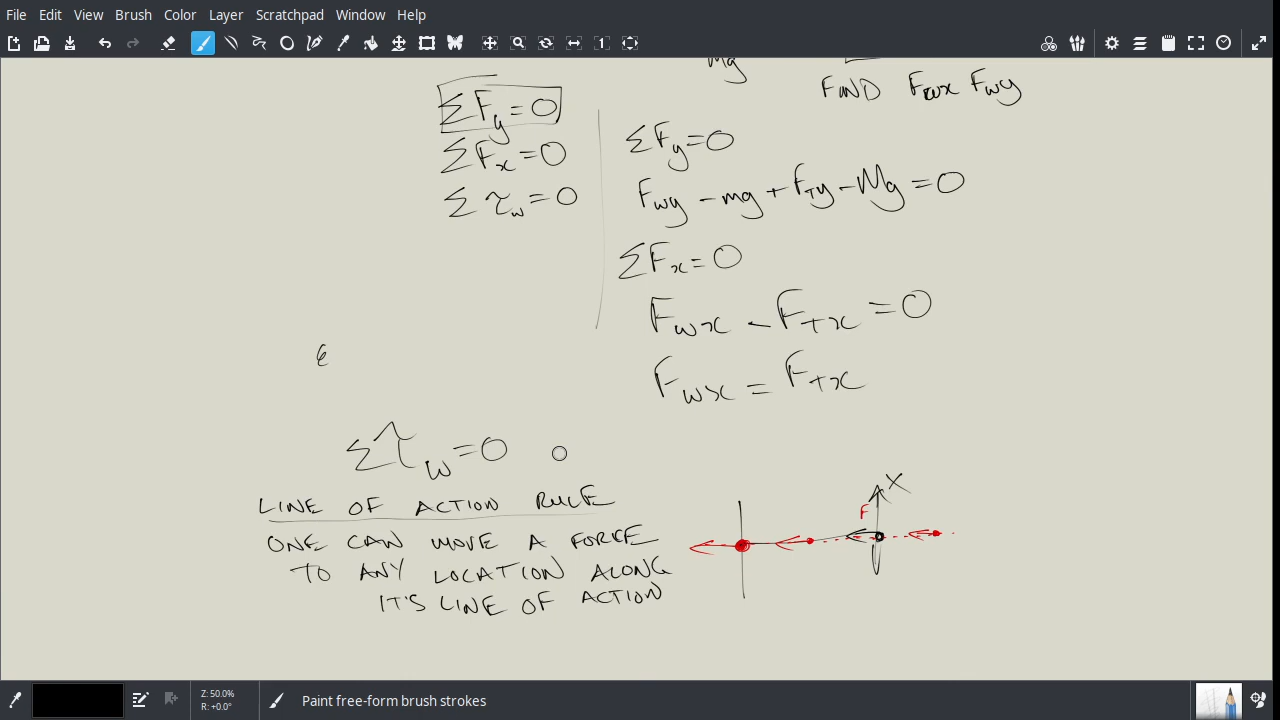 File Edit View Brush Color Layer Scratchpad Window Help
1
Mg
FIND Fwx Fwy
ΣFy=0
ΣFx=0
Στw=0
ΣFy=0
Fwy - mg + FTy - Mg = 0
ΣFx=0
Fwx - FTx = 0
Fwx = FTx
Στw=0
LINE OF ACTION RULE
ONE CAN MOVE A FORCE
TO ANY LOCATION ALONG
IT'S LINE OF ACTION
X
F
Z: 50.0%
R: +0.0°
Paint free-form brush strokes